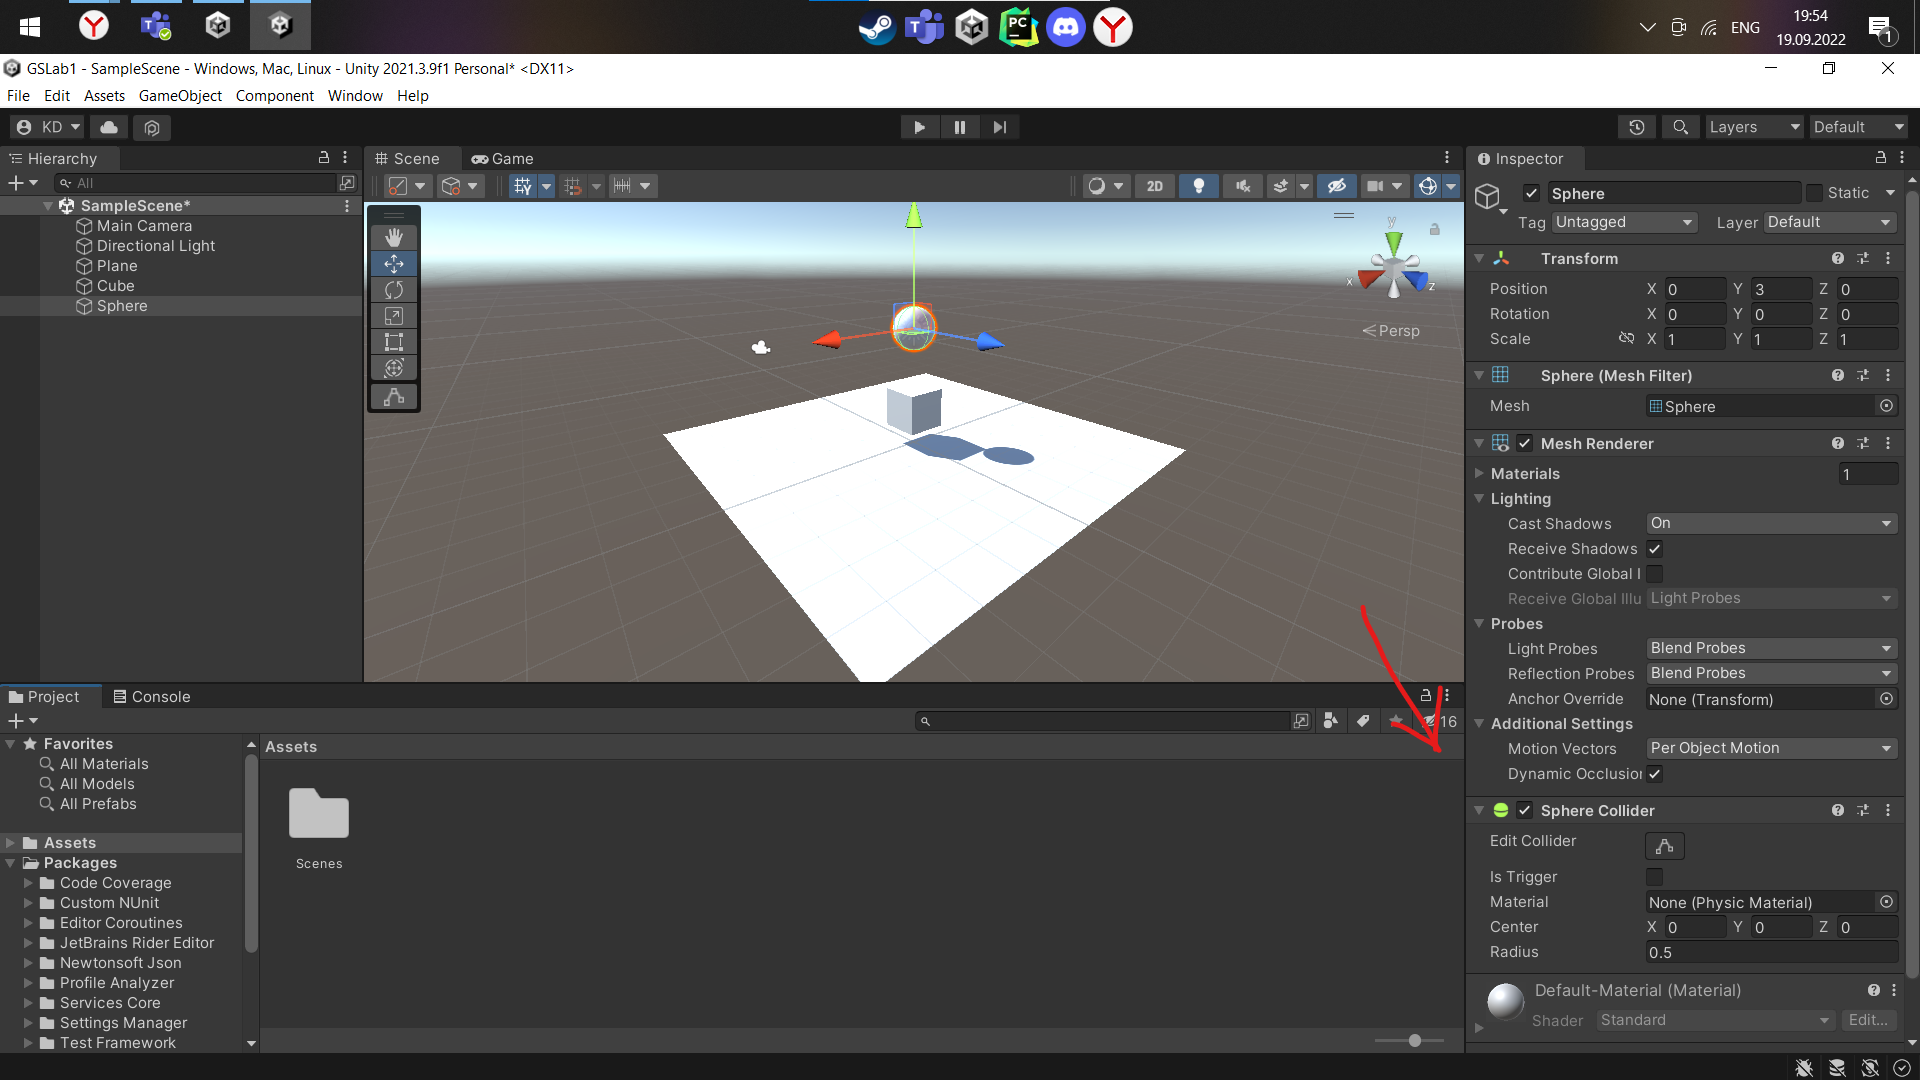 ENG
19:54
19.09.2022
1
PC
GSLab1 - SampleScene - Windows, Mac, Linux - Unity 2021.3.9f1 Personal* <DX11>
File Edit Assets GameObject Component Window Help
KD
Layers
Default
Hierarchy
All
SampleScene*
Main Camera
Directional Light
Plane
Cube
Sphere
Scene
Game
2D
y
x
z
Persp
Inspector
Sphere
Static
Tag Untagged Layer Default
Transform
Position X 0 Y 3 Z 0
Rotation X 0 Y 0 Z 0
Scale X 1 Y 1 Z 1
Sphere (Mesh Filter)
Mesh Sphere
Mesh Renderer
Materials 1
Lighting
Cast Shadows On
Receive Shadows
Contribute Global I
Receive Global Illu Light Probes
Probes
Light Probes Blend Probes
Reflection Probes Blend Probes
Anchor Override None (Transform)
Additional Settings
Motion Vectors Per Object Motion
Dynamic Occlusion
Sphere Collider
Edit Collider
Is Trigger
Material None (Physic Material)
Center X 0 Y 0 Z 0
Radius 0.5
Default-Material (Material)
Shader Standard Edit...
Project
Console
16
Favorites
All Materials
All Models
All Prefabs
Assets
Packages
Code Coverage
Custom NUnit
Editor Coroutines
JetBrains Rider Editor
Newtonsoft Json
Profile Analyzer
Services Core
Settings Manager
Test Framework
Assets
Scenes